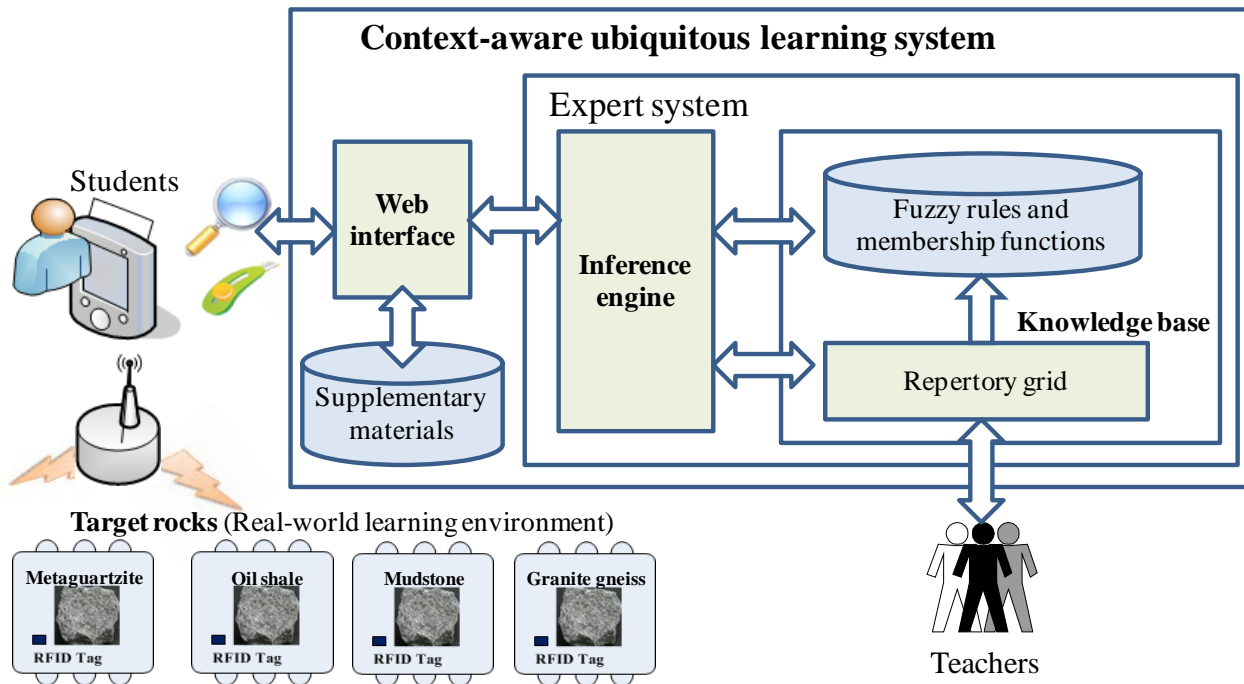 Context-aware ubiquitous learning system
Expert system
Students
Web
interface
Inference
engine
Fuzzy rules and
membership functions
Knowledge base
Repertory grid
Supplementary
materials
Target rocks (Real-world learning environment)
Metaguartzite
RFID Tag
Oil shale
RFID Tag
Mudstone
RFID Tag
Granite gneiss
RFID Tag
Teachers